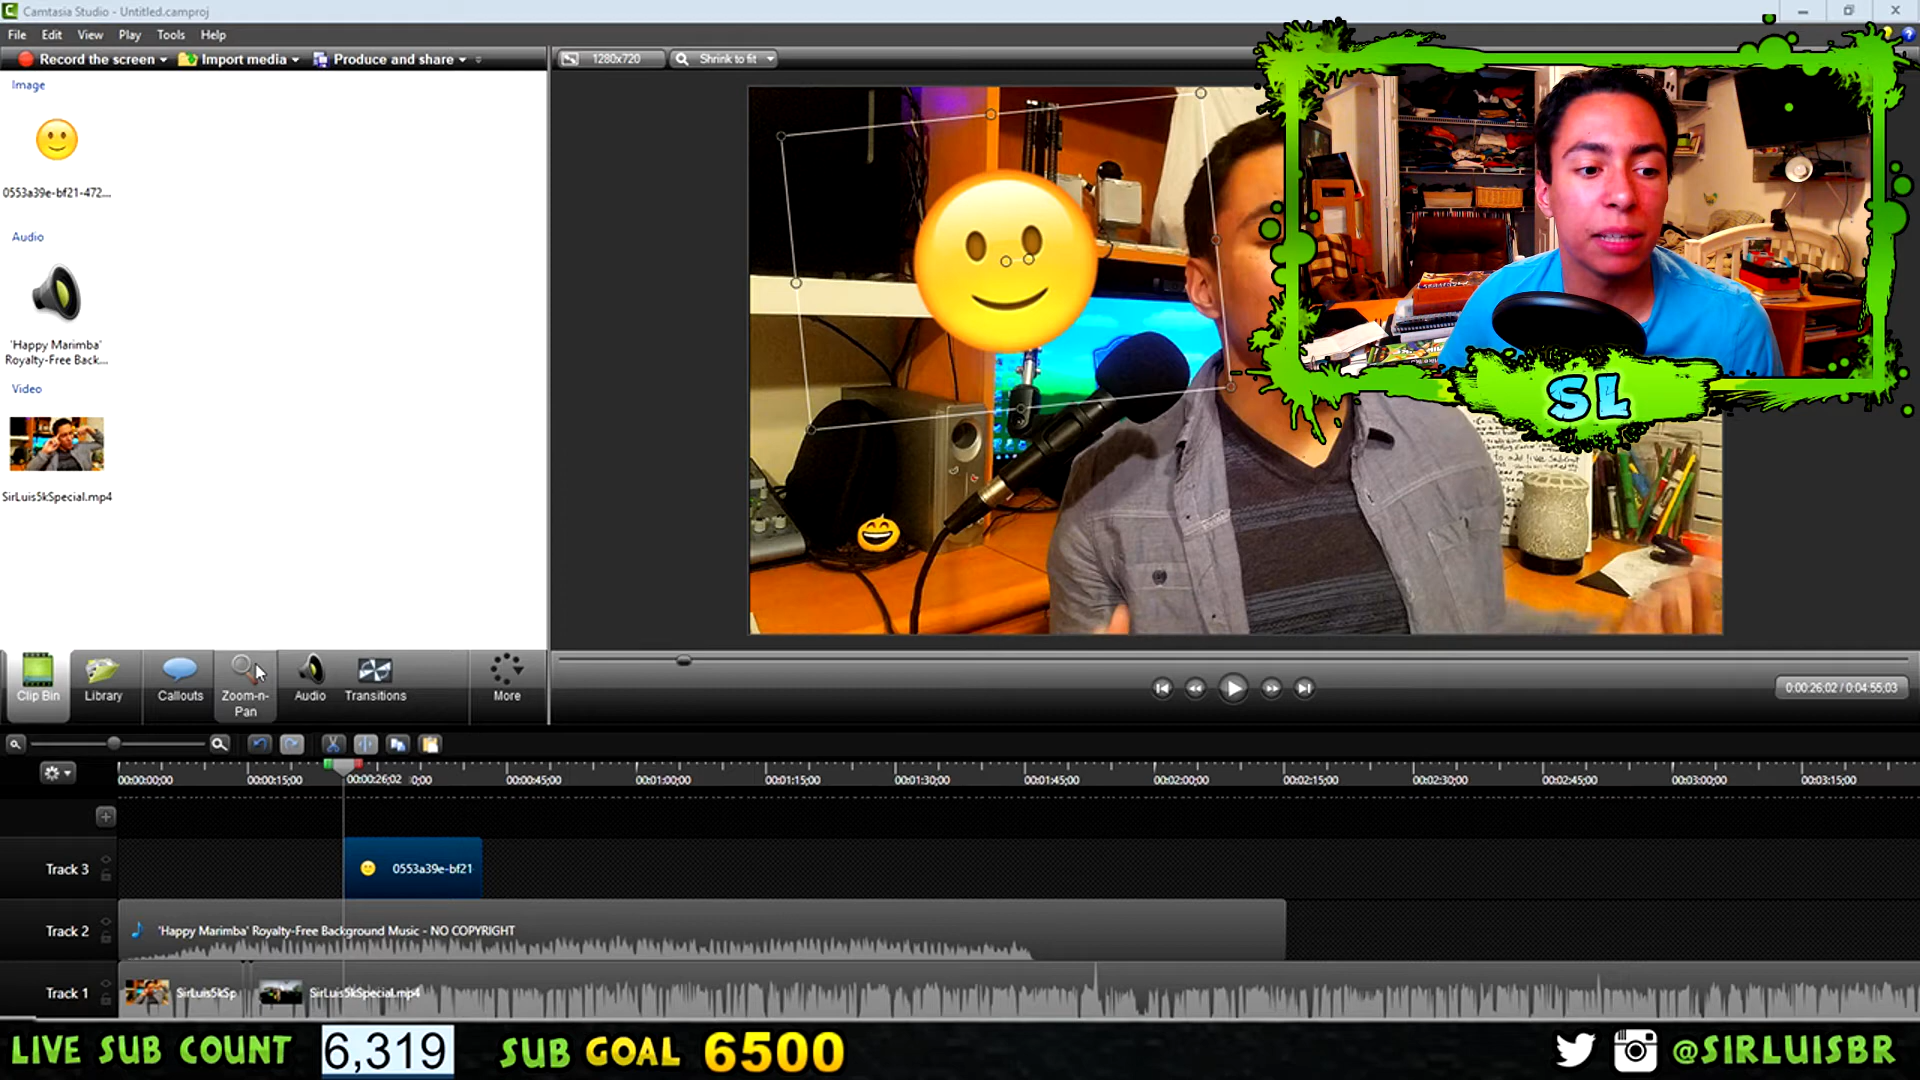 Camtasia Studio - Untitled.camproj
File Edit View Play Tools Help
Record the screen Import media Produce and share
1280x720 Shrink to fit
Image
0553a39e-bf21-472...
Audio
'Happy Marimba'
Royalty-Free Back...
Video
SirLuis5kSpecial.mp4
SL
Clip Bin Library Callouts Zoom-n-Pan Audio Transitions More
0:00:26;02 / 0:04:55;03
00:00:00;00 00:00:15;00 00:00:26;02 0;00 00:00:45;00 00:01:00;00 00:01:15;00 00:01:30;00 00:01:45;00 00:02:00;00 00:02:15;00 00:02:30;00 00:02:45;00 00:03:00;00 00:03:15;00
Track 3 0553a39e-bf21
Track 2 'Happy Marimba' Royalty-Free Background Music - NO COPYRIGHT
Track 1 SirLuis5kSp SirLuis5kSpecial.mp4
LIVE SUB COUNT 6,319 SUB GOAL 6500 @SIRLUISBR